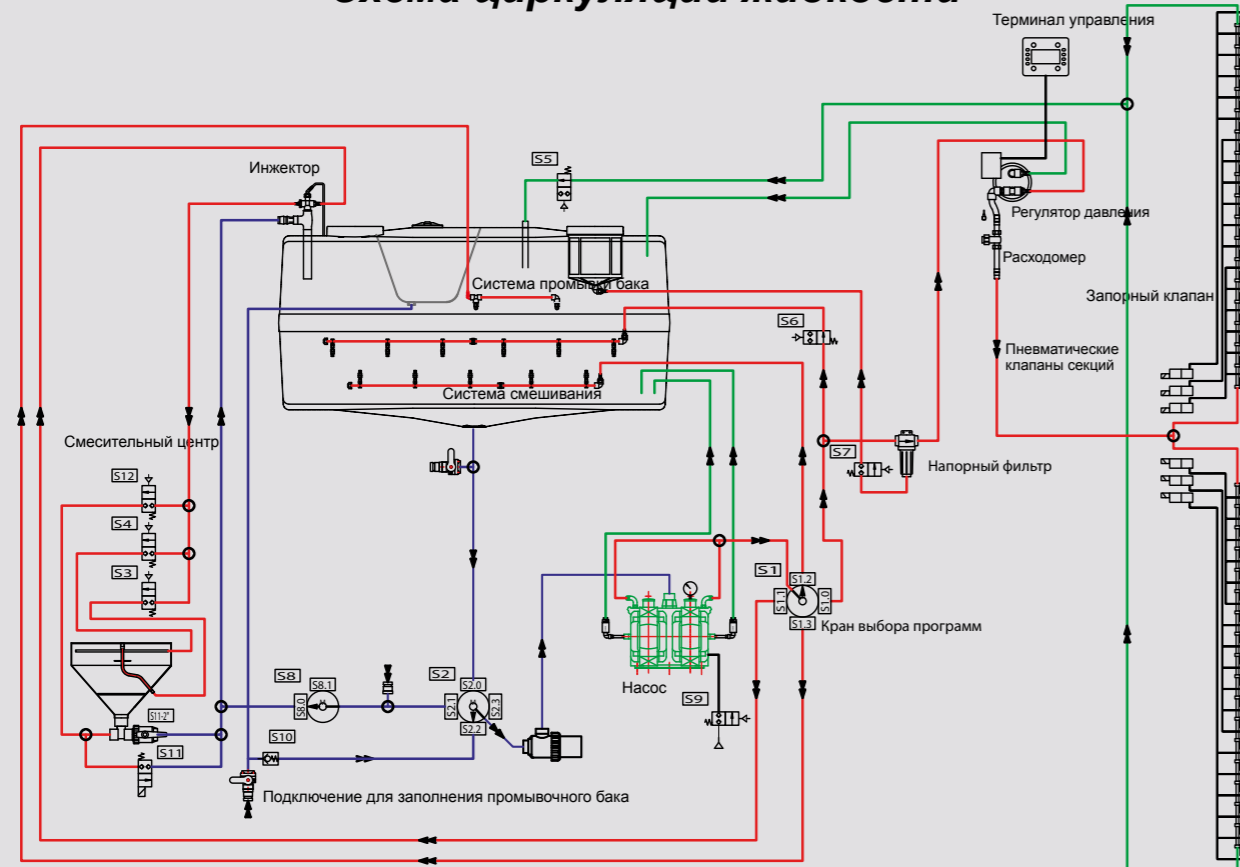 Схема циркуляции жидкости
Терминал управления
S5
Инжектор
Регулятор давления
Расходомер
Система промывки бака
Запорный клапан
S6
Пневматические
клапаны секций
Система смешивания
Смесительный центр
S7
Напорный фильтр
S12
S4
S3
S1
S1.2
S1.1
S1.0
S1.3
Кран выбора программ
Насос
S8
S8.1
S8.0
S2
S2.0
S2.1
S2.3
S2.2
S9
S11-2"
S11
S10
Подключение для заполнения промывочного бака